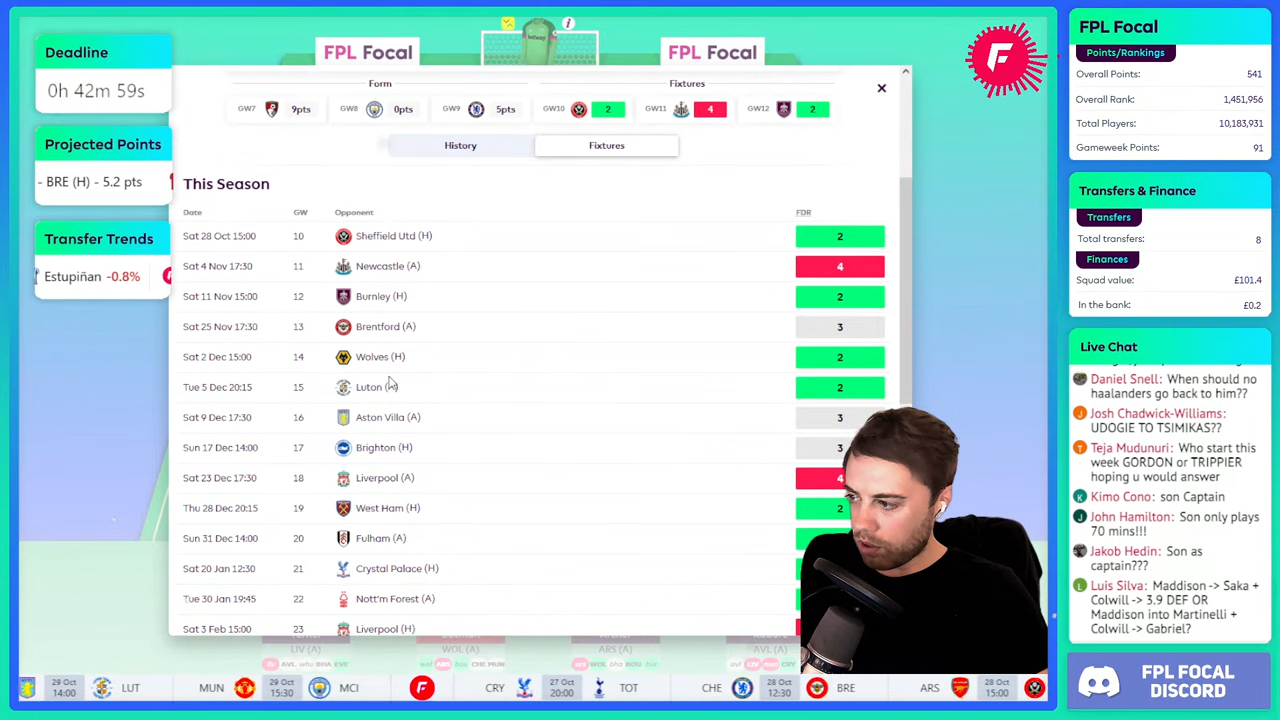 Deadline
0h 42m 59s
Projected Points
- BRE (H) - 5.2 pts
Transfer Trends
Estupiñan -0.8%
FPL Focal
FPL Focal
betway
Form
Fixtures
GW7 9pts
GW8 0pts
GW9 5pts
GW10 2
GW11 4
GW12 2
History
Fixtures
This Season
Date GW Opponent FDR
Sat 28 Oct 15:00 10 Sheffield Utd (H) 2
Sat 4 Nov 17:30 11 Newcastle (A) 4
Sat 11 Nov 15:00 12 Burnley (H) 2
Sat 25 Nov 17:30 13 Brentford (A) 3
Sat 2 Dec 15:00 14 Wolves (H) 2
Tue 5 Dec 20:15 15 Luton 2
Sat 9 Dec 17:30 16 Aston Villa (A) 3
Sun 17 Dec 14:00 17 Brighton (H) 3
Sat 23 Dec 17:30 18 Liverpool (A) 4
Thu 28 Dec 20:15 19 West Ham (H) 2
Sun 31 Dec 14:00 20 Fulham (A)
Sat 20 Jan 12:30 21 Crystal Palace (H)
Tue 30 Jan 19:45 22 Nott'm Forest (A)
Sat 3 Feb 15:00 23 Liverpool (H)
LIV (A)
WOL (A)
ARS (A)
AVL (A)
29 Oct
14:00
LUT
MUN
29 Oct
15:30
MCI
CRY
27 Oct
20:00
TOT
CHE
28 Oct
12:30
BRE
ARS
28 Oct
15:00
FPL Focal
Points/Rankings
Overall Points: 541
Overall Rank: 1,451,956
Total Players: 10,183,931
Gameweek Points: 91
Transfers & Finance
Transfers
Total transfers: 8
Finances
Squad value: £101.4
In the bank: £0.2
Live Chat
Daniel Snell: When should no
haalanders go back to him??
Josh Chadwick-Williams:
UDOGIE TO TSIMIKAS??
Teja Mudunuri: Who start this
week GORDON or TRIPPIER
hoping u would answer
Kimo Cono: son Captain
John Hamilton: Son only plays
70 mins!!!
Jakob Hedin: Son as
captain???
Luis Silva: Maddison -> Saka +
Colwill -> 3.9 DEF OR
Maddison into Martinelli +
Colwill -> Gabriel?
FPL FOCAL
DISCORD